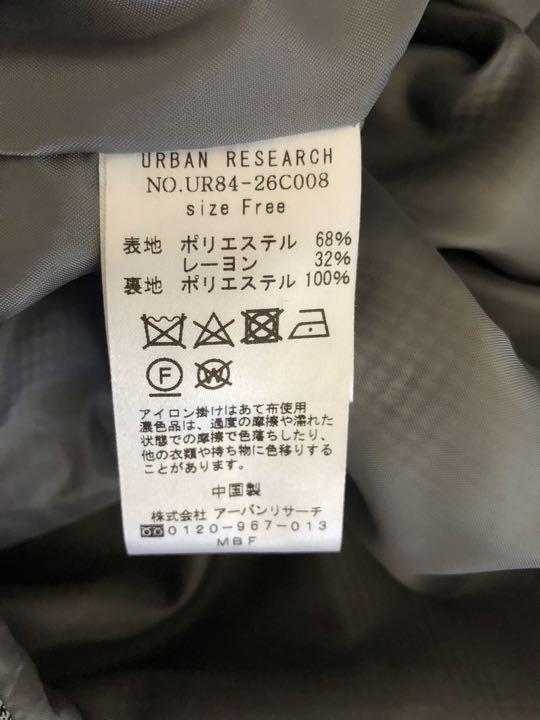 URBAN RESEARCH
NO.UR84-26C008
size Free
表地 ポリエステル 68%
レーヨン 32%
裏地 ポリエステル 100%
F W
アイロン掛けはあて布使用
濃色品は、過度の摩擦や濡れた
状態での摩擦で色落ちしたり、
他の衣類や持ち物に色移りする
ことがあります。
中国製
株式会社 アーバンリサーチ
0120-967-013
MBF